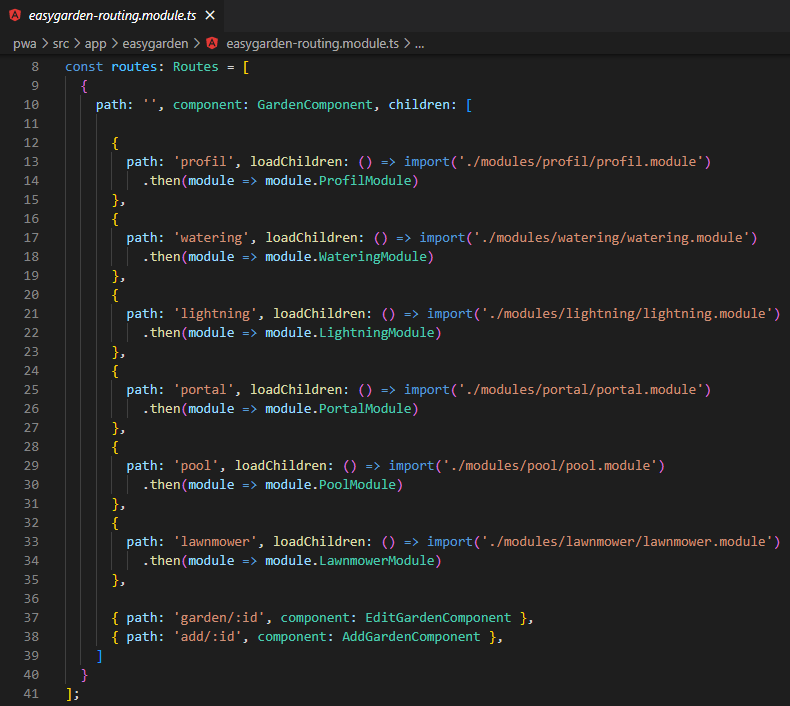 easygarden-routing.module.ts ×
pwa > src > app > easygarden > easygarden-routing.module.ts > ...
8 const routes: Routes = [
9 {
10 path: '', component: GardenComponent, children: [
11
12 {
13 path: 'profil', loadChildren: () => import('./modules/profil/profil.module')
14 .then(module => module.ProfilModule)
15 },
16 {
17 path: 'watering', loadChildren: () => import('./modules/watering/watering.module')
18 .then(module => module.WateringModule)
19 },
20 {
21 path: 'lightning', loadChildren: () => import('./modules/lightning/lightning.module')
22 .then(module => module.LightningModule)
23 },
24 {
25 path: 'portal', loadChildren: () => import('./modules/portal/portal.module')
26 .then(module => module.PortalModule)
27 },
28 {
29 path: 'pool', loadChildren: () => import('./modules/pool/pool.module')
30 .then(module => module.PoolModule)
31 },
32 {
33 path: 'lawnmower', loadChildren: () => import('./modules/lawnmower/lawnmower.module')
34 .then(module => module.LawnmowerModule)
35 },
36
37 { path: 'garden/:id', component: EditGardenComponent },
38 { path: 'add/:id', component: AddGardenComponent },
39 ]
40 }
41 ];